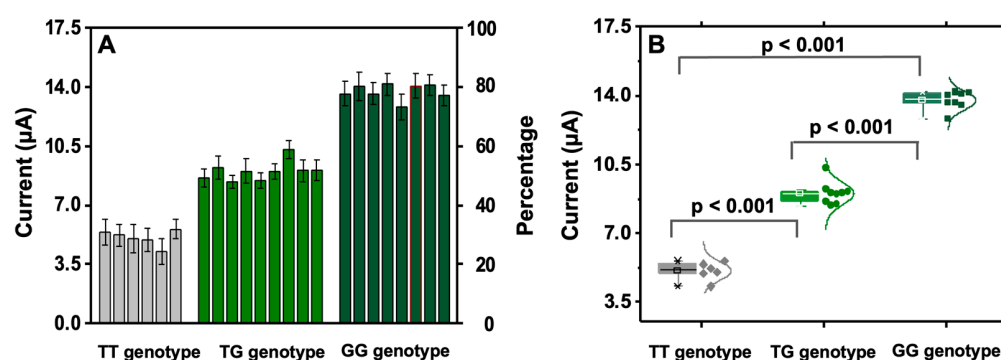 A
Current (µA)
17.5
14.0
10.5
7.0
3.5
0.0
100
80
60
40
20
0
Percentage
TT genotype
TG genotype
GG genotype
B
Current (µA)
17.5
14.0
10.5
7.0
3.5
p < 0.001
p < 0.001
p < 0.001
TT genotype
TG genotype
GG genotype